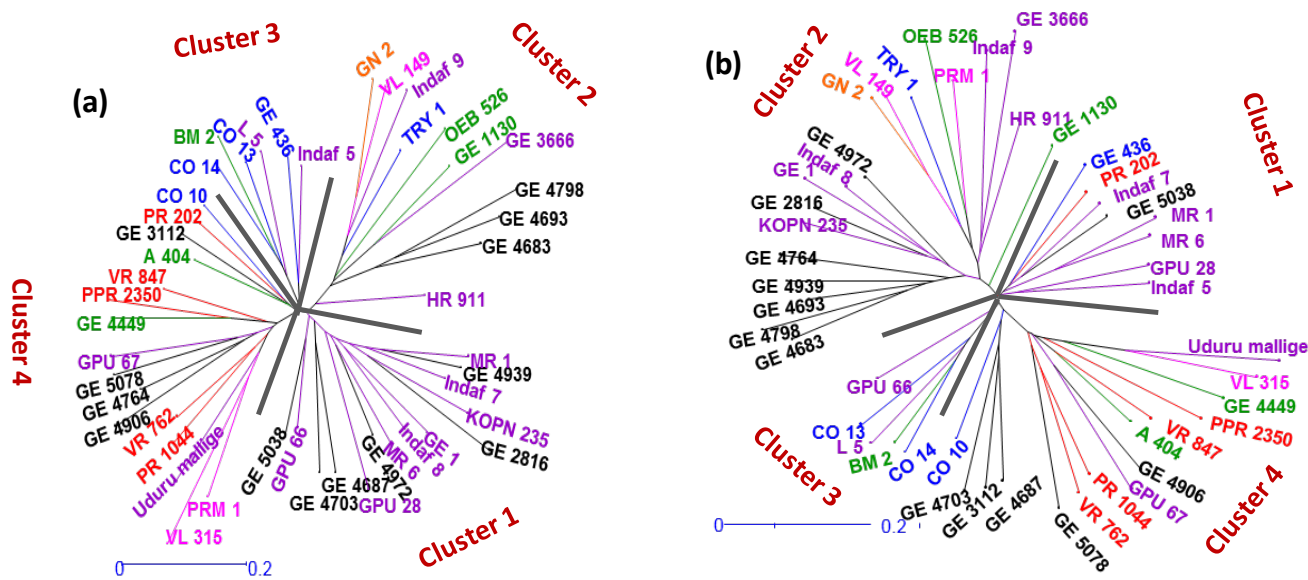 (a)
Cluster 3
Cluster 2
GN 2
VL 149
Indaf 9
TRY 1
OEB 526
GE 1130
GE 3666
GE 4798
GE 4693
GE 4683
HR 911
BM 2
CO 14
CO 13
L 5
GE 436
Indaf 5
CO 10
PR 202
GE 3112
A 404
VR 847
PPR 2350
GE 4449
Cluster 4
GPU 67
GE 5078
GE 4764
GE 4906
VR 762
PR 1044
Uduru mallige
PRM 1
VL 315
GE 5038
GPU 66
GE 4703
GE 4687
GPU 28
GE 4972
MR 6
Indaf 8
GE 1
GE 2816
KOPN 235
Indaf 7
GE 4939
MR 1
Cluster 1
0
0.2
(b)
Cluster 2
Cluster 1
OEB 526
Indaf 9
GE 3666
TRY 1
PRM 1
VL 149
GN 2
HR 911
GE 1130
GE 436
PR 202
Indaf 7
GE 5038
MR 1
MR 6
GPU 28
Indaf 5
GE 4972
Indaf 8
GE 1
GE 2816
KOPN 235
GE 4764
GE 4939
GE 4693
GE 4798
GE 4683
GPU 66
CO 13
L 5
BM 2
CO 14
CO 10
GE 4703
GE 3112
GE 4687
GE 5078
VR 762
PR 1044
GPU 67
GE 4906
A 404
VR 847
PPR 2350
GE 4449
VL 315
Uduru mallige
Cluster 3
Cluster 4
0
0.2